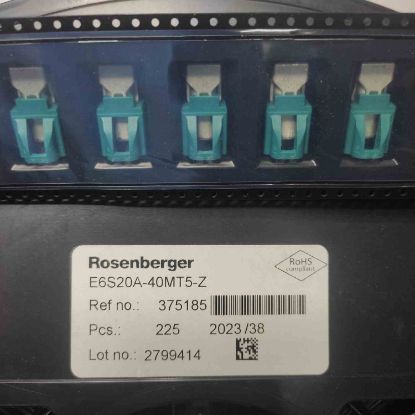 Rosenberger
RoHS
compliant
E6S20A-40MT5-Z
Ref no.: 375185
Pcs.: 225 2023/38
Lot no.: 2799414